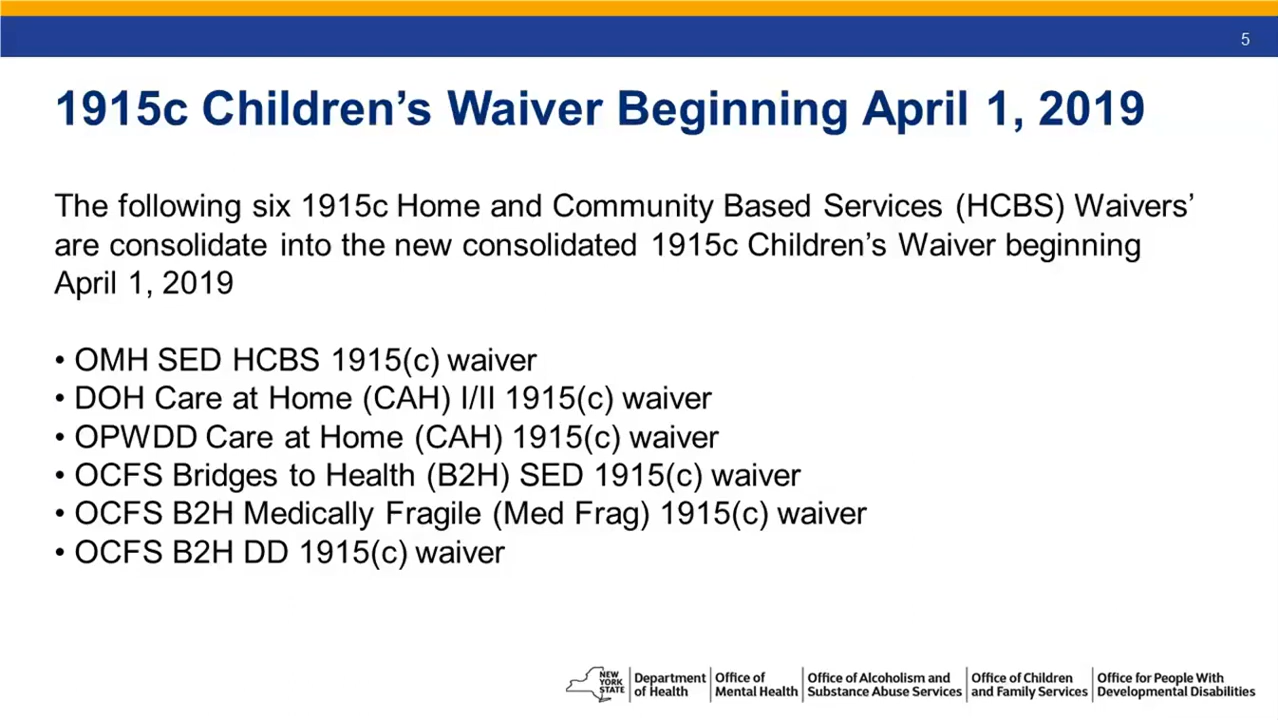 5
1915c Children’s Waiver Beginning April 1, 2019
The following six 1915c Home and Community Based Services (HCBS) Waivers’
are consolidate into the new consolidated 1915c Children’s Waiver beginning
April 1, 2019
• OMH SED HCBS 1915(c) waiver
• DOH Care at Home (CAH) I/II 1915(c) waiver
• OPWDD Care at Home (CAH) 1915(c) waiver
• OCFS Bridges to Health (B2H) SED 1915(c) waiver
• OCFS B2H Medically Fragile (Med Frag) 1915(c) waiver
• OCFS B2H DD 1915(c) waiver
NEW
YORK
STATE
Department
of Health
Office of
Mental Health
Office of Alcoholism and
Substance Abuse Services
Office of Children
and Family Services
Office for People With
Developmental Disabilities